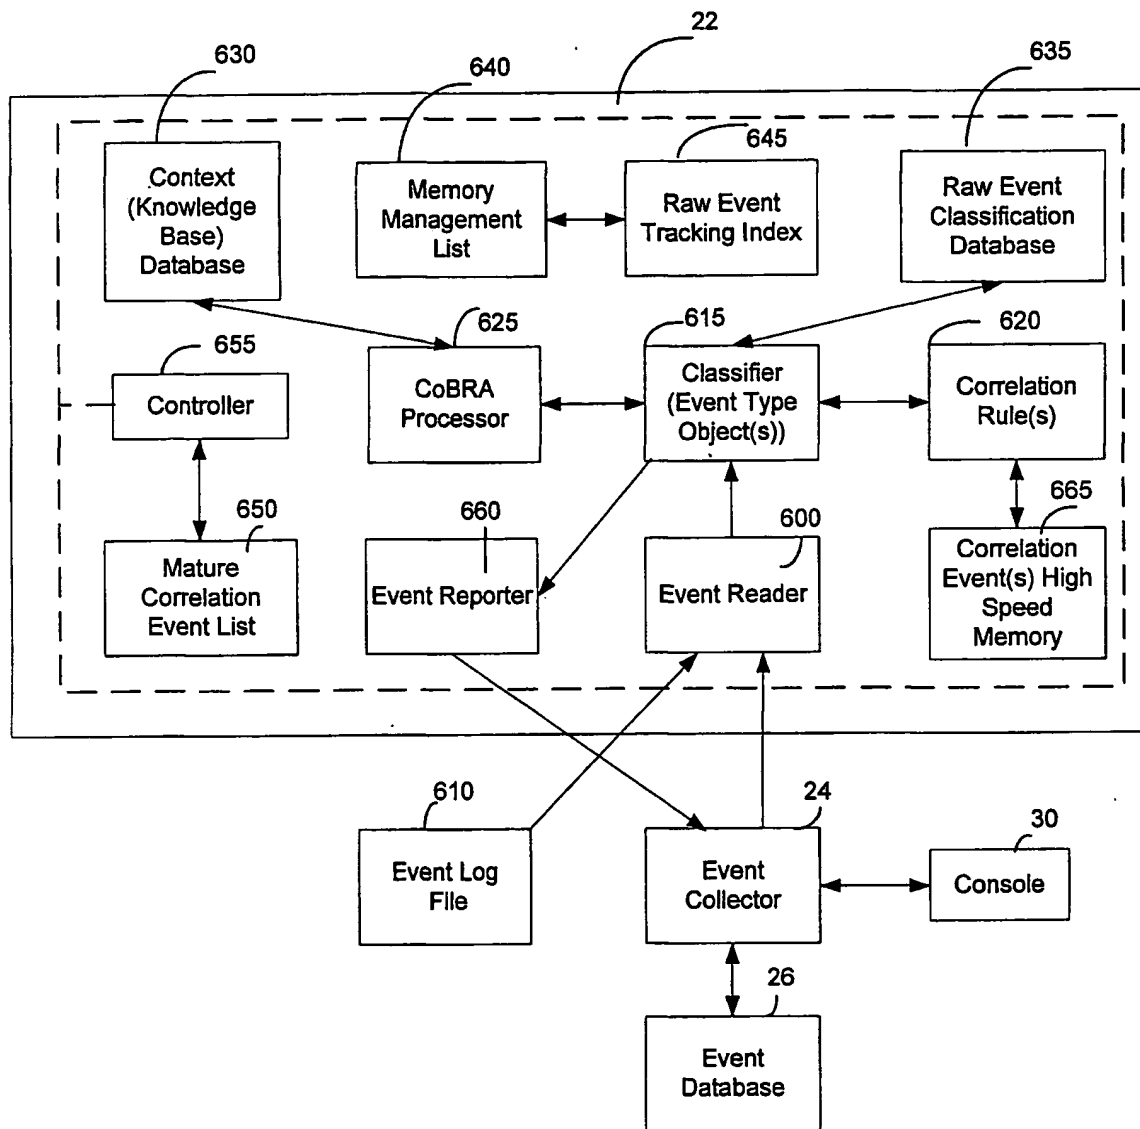 22
630
640
635
645
Context
(Knowledge
Base)
Database
Memory
Management
List
Raw Event
Tracking Index
Raw Event
Classification
Database
655
625
615
620
Controller
CoBRA
Processor
Classifier
(Event Type
Object(s))
Correlation
Rule(s)
650
660
600
665
Mature
Correlation
Event List
Event Reporter
Event Reader
Correlation
Event(s) High
Speed
Memory
610
24
30
Event Log
File
Event
Collector
Console
26
Event
Database